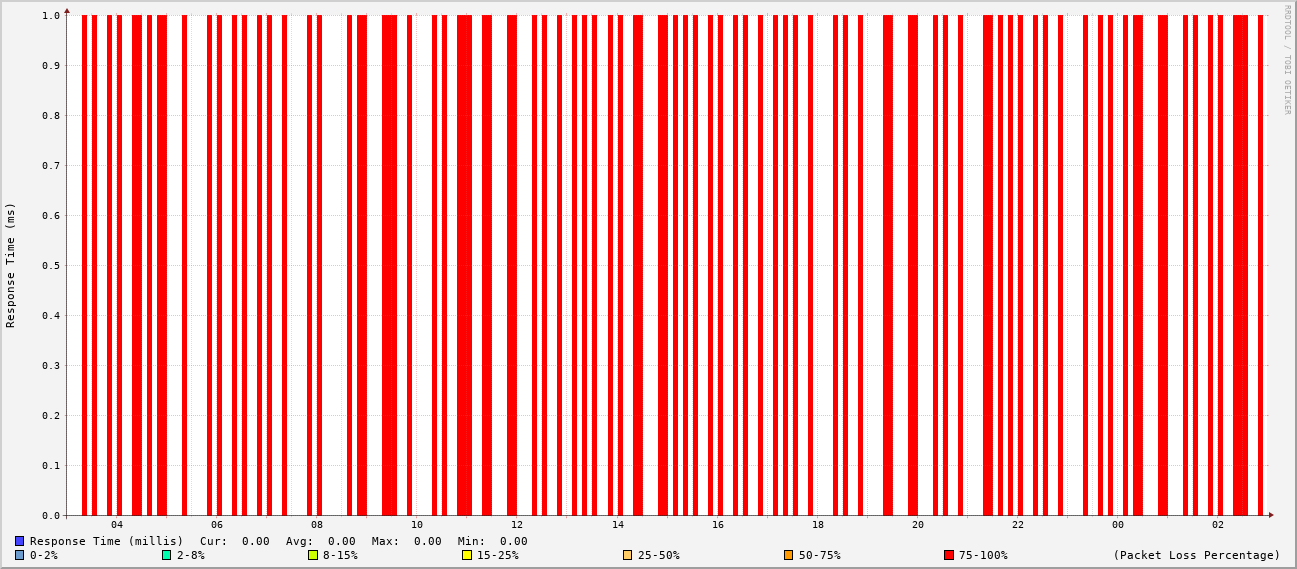 RRDTOOL / TOBI OETIKER
Response Time (ms)
1.0
0.9
0.8
0.7
0.6
0.5
0.4
0.3
0.2
0.1
0.0
04 06 08 10 12 14 16 18 20 22 00 02
Response Time (millis) Cur: 0.00 Avg: 0.00 Max: 0.00 Min: 0.00
0-2% 2-8% 8-15% 15-25% 25-50% 50-75% 75-100% (Packet Loss Percentage)